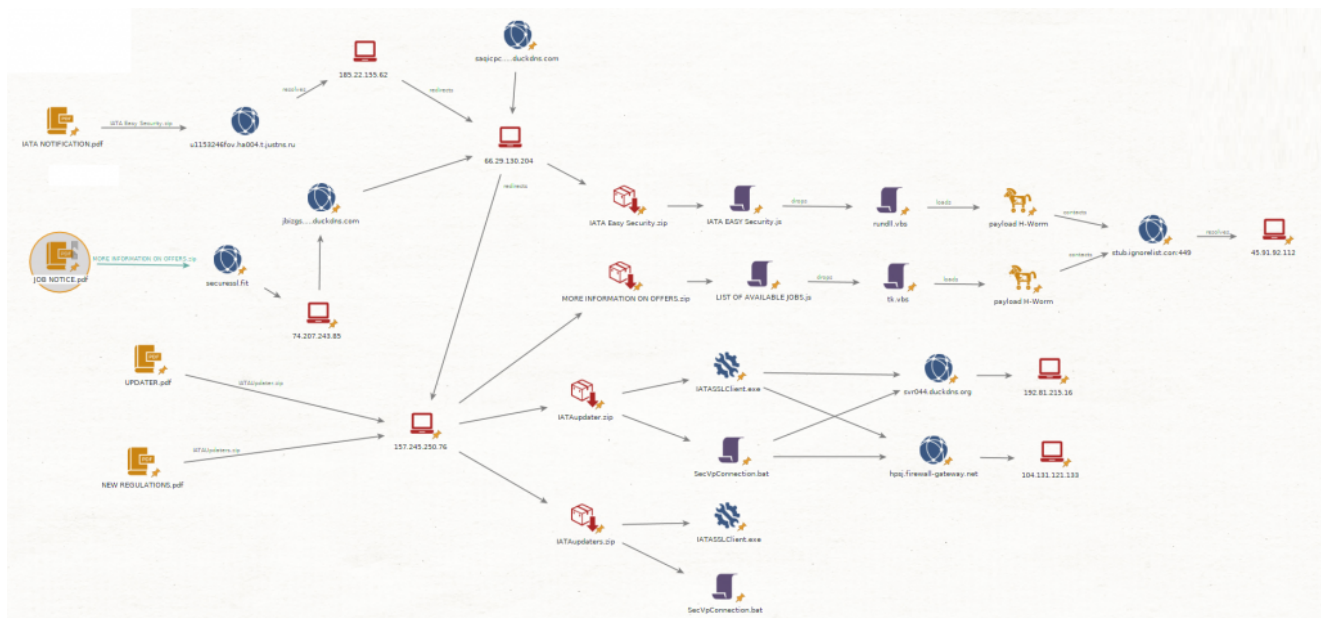 saqicpc....duckdns.com
185.22.155.62
resolves
redirects
IATA NOTIFICATION.pdf
IATA Easy Security.zip
u1153246fov.ha004.t.justns.ru
66.29.130.204
redirects
jbizgs....duckdns.com
IATA Easy Security.zip
IATA EASY Security.js
drops
rundll.vbs
loads
payload H-Worm
contacts
stub.ignorelist.com:449
resolves
45.91.92.112
JOB NOTICE.pdf
MORE INFORMATION ON OFFERS.zip
securesol.fit
74.207.243.85
MORE INFORMATION ON OFFERS.zip
LIST OF AVAILABLE JOBS.js
drops
tk.vbs
loads
payload H-Worm
contacts
UPDATER.pdf
IATAUpdater.zip
157.245.250.76
IATAupdater.zip
IATASSLClient.exe
svr044.duckdns.org
192.81.215.16
NEW REGULATIONS.pdf
IATAUpdaters.zip
SecVpConnection.bat
hpsj.firewall-gateway.net
104.131.121.133
IATAupdaters.zip
IATASSLClient.exe
SecVpConnection.bat